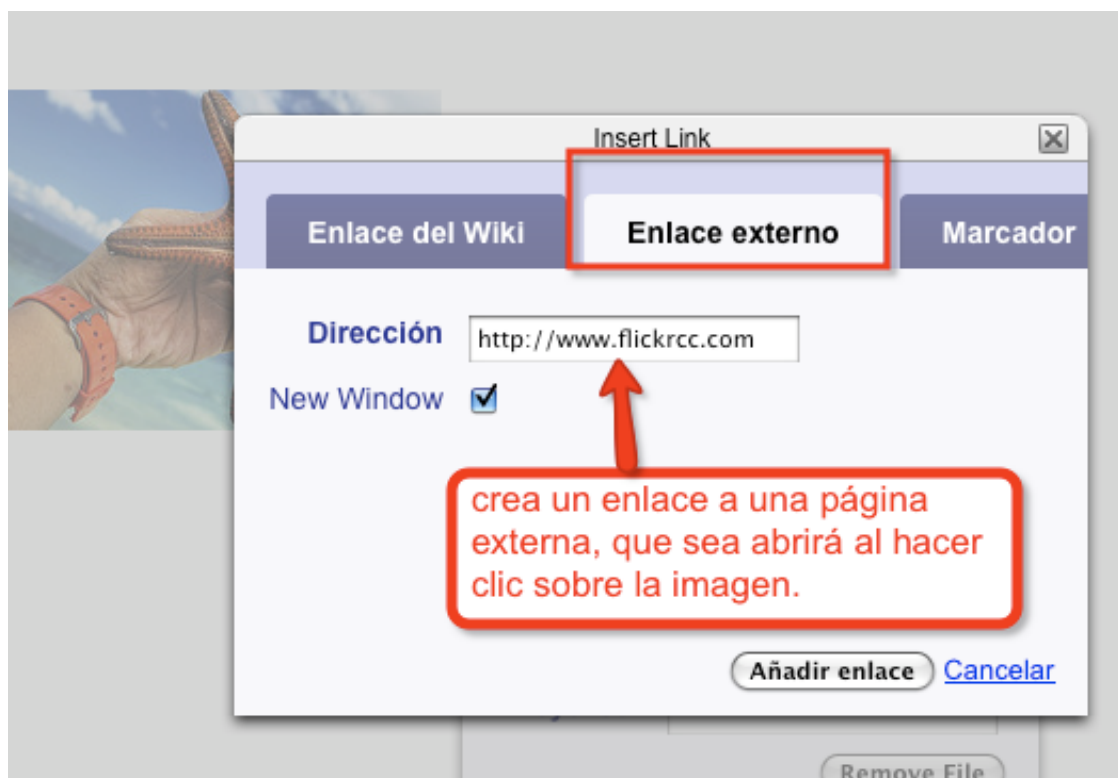 Insert Link
Enlace del Wiki
Enlace externo
Marcador
Dirección
http://www.flickrcc.com
New Window
crea un enlace a una página
externa, que sea abrirá al hacer
clic sobre la imagen.
Añadir enlace
Cancelar
Remove File